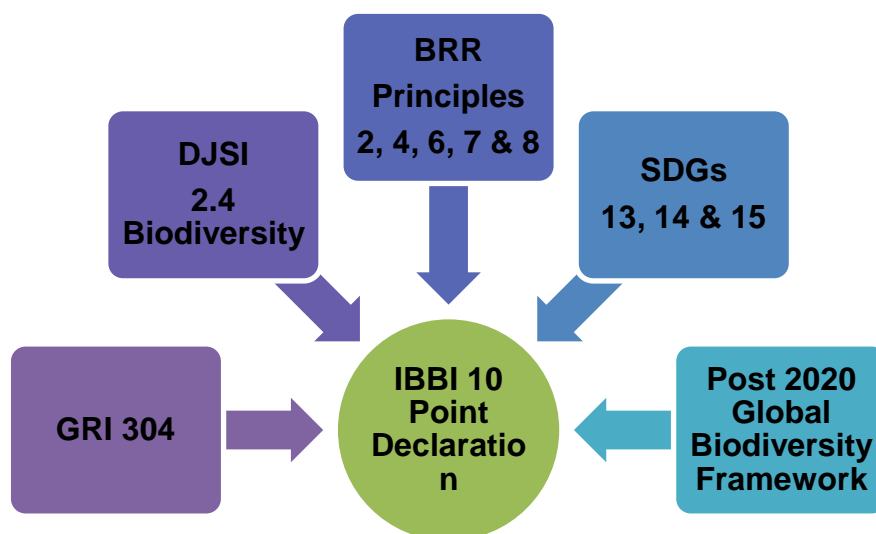 BRR
Principles
2, 4, 6, 7 & 8
DJSI
2.4
Biodiversity
SDGs
13, 14 & 15
GRI 304
IBBI 10
Point
Declaratio
n
Post 2020
Global
Biodiversity
Framework